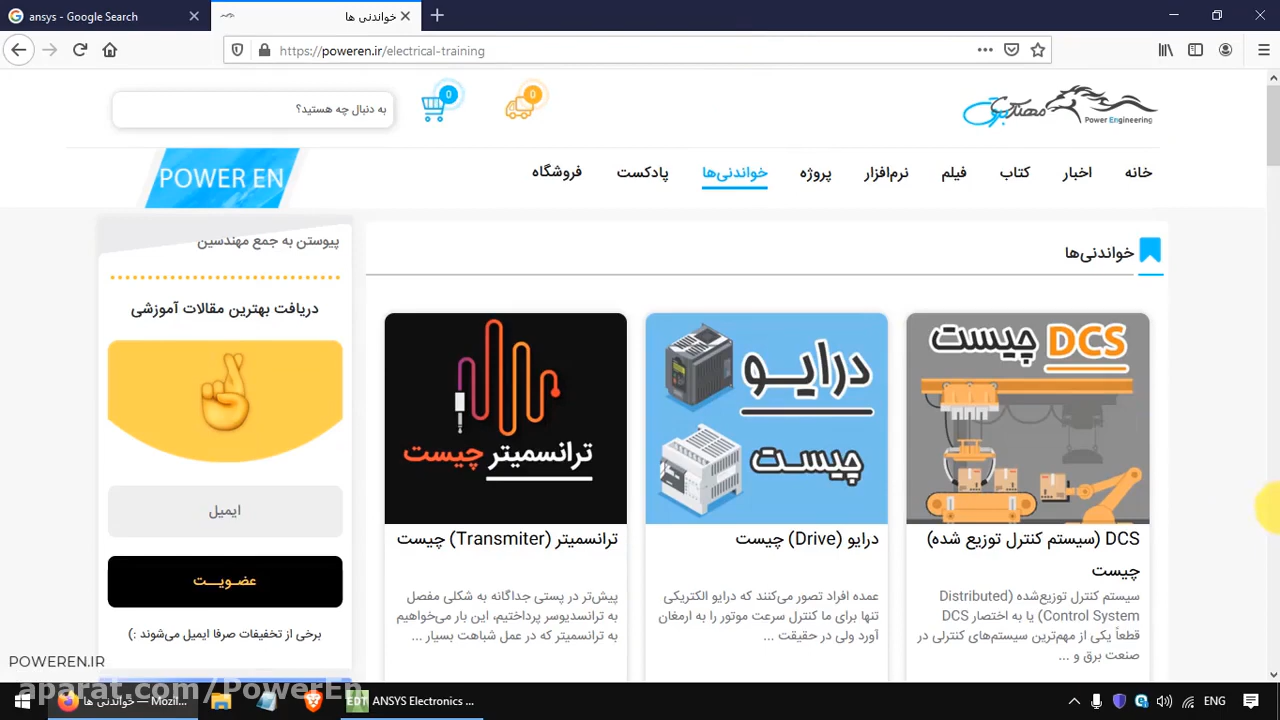 ansys - Google Search
خواندنی ها
https://poweren.ir/electrical-training
به دنبال چه هستید؟
0
0
مهندسی برق
Power Engineering
خانه
اخبار
کتاب
فیلم
نرم‌افزار
پروژه
خواندنی‌ها
پادکست
فروشگاه
POWER EN
پیوستن به جمع مهندسین
دریافت بهترین مقالات آموزشی
ایمیل
عضـویــت
برخی از تخفیفات صرفا ایمیل می‌شوند :)
خواندنی‌ها
DCS چیست
DCS (سیستم کنترل توزیع شده)
چیست
سیستم کنترل توزیع‌شده (Distributed
Control System) یا به اختصار DCS
قطعاً یکی از مهم‌ترین سیستم‌های کنترلی در
صنعت برق و ...
درایـو
چیست
درایو (Drive) چیست
عمده افراد تصور می‌کنند که درایو الکتریکی
تنها برای ما کنترل سرعت موتور را به ارمغان
آورد ولی در حقیقت ...
ترانسمیتر چیست
ترانسمیتر (Transmiter) چیست
پیش‌تر در پستی جداگانه به شکلی مفصل
به ترانسدیوسر پرداختیم، این بار می‌خواهیم
به ترانسمیتر که در عمل شباهت بسیار ...
POWEREN.IR
aparat.com/PowerEn
خواندنی ها — Mozil...
EDT
ANSYS Electronics ...
ENG